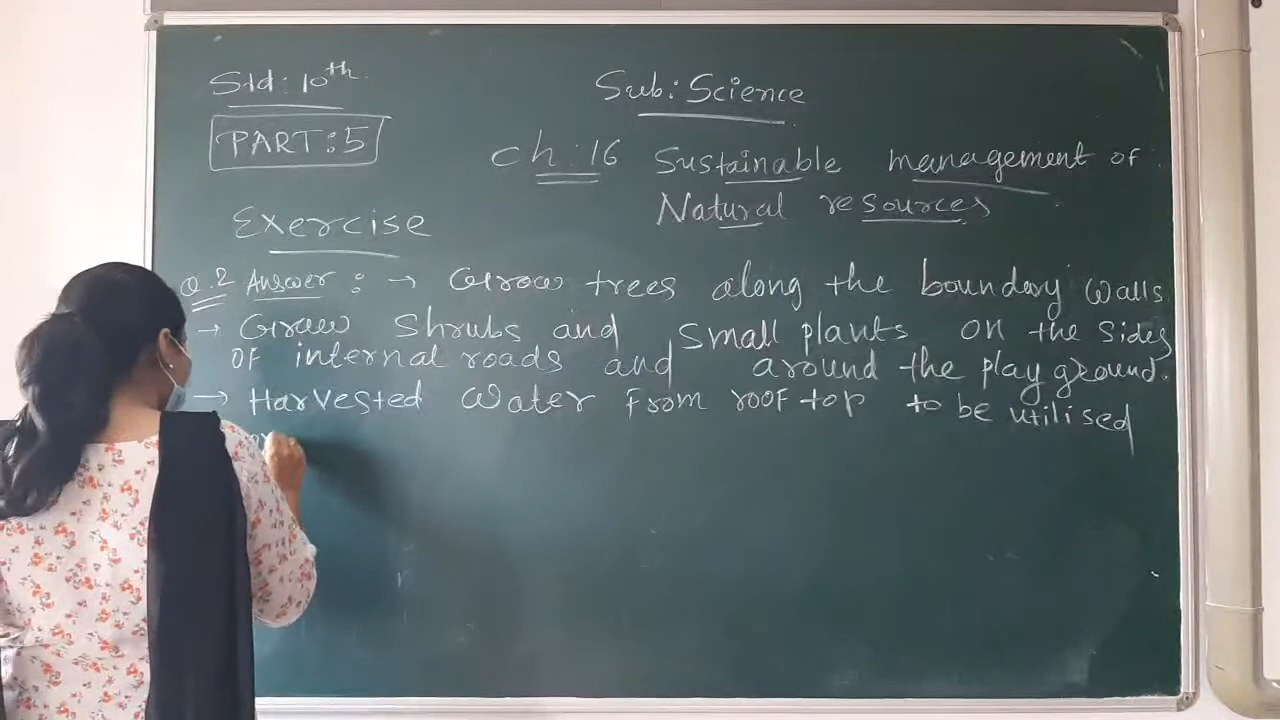 Std: 10th
Sub: Science
PART: 5
Ch: 16 Sustainable management of
Natural resources
Exercise
Q.2 Answer : → Grow trees along the boundary walls
→ Grow shrubs and small plants on the sides
of internal roads and around the play ground.
→ Harvested water from roof top to be utilised